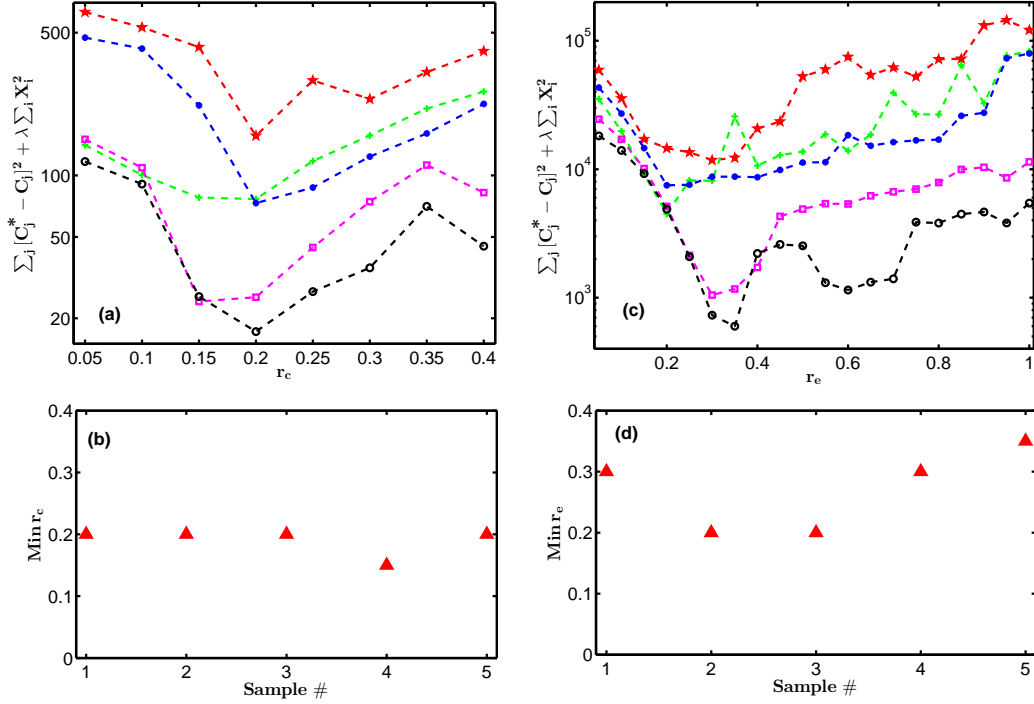 500
100
50
20
∑_j [C_j^* − C_j]^2 + λ ∑_i X_i^2
(a)
0.05 0.1 0.15 0.2 0.25 0.3 0.35 0.4
r_c
10^5
10^4
10^3
∑_j [C_j^* − C_j]^2 + λ ∑_i X_i^2
(c)
0.2 0.4 0.6 0.8 1
r_e
0.4
0.3
0.2
0.1
0
Min r_c
(b)
1 2 3 4 5
Sample #
0.4
0.3
0.2
0.1
0
Min r_e
(d)
1 2 3 4 5
Sample #